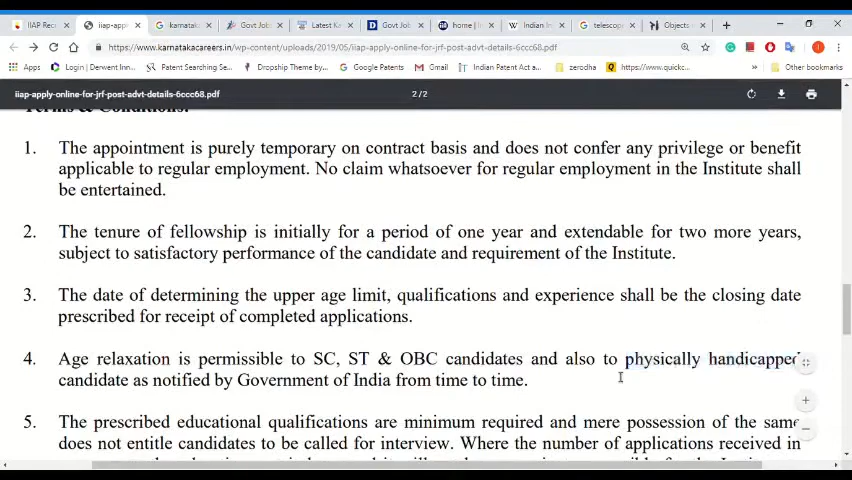 IIAP Rec
iiap-appl
karnatak
Govt Job
Latest Ka
Govt Job
home | In
Indian In
telescop
Objects
https://www.karnatakacareers.in/wp-content/uploads/2019/05/iiap-apply-online-for-jrf-post-advt-details-6ccc68.pdf
Apps
Bing
Login | Derwent Inn...
Patent Searching Se...
Dropship Theme by...
Google Patents
Gmail
Indian Patent Act a...
zerodha
https://www.quickc...
Other bookmarks
iiap-apply-online-for-jrf-post-advt-details-6ccc68.pdf
2/2
Terms & Conditions:
1. The appointment is purely temporary on contract basis and does not confer any privilege or benefit
applicable to regular employment. No claim whatsoever for regular employment in the Institute shall
be entertained.
2. The tenure of fellowship is initially for a period of one year and extendable for two more years,
subject to satisfactory performance of the candidate and requirement of the Institute.
3. The date of determining the upper age limit, qualifications and experience shall be the closing date
prescribed for receipt of completed applications.
4. Age relaxation is permissible to SC, ST & OBC candidates and also to physically handicapped
candidate as notified by Government of India from time to time.
5. The prescribed educational qualifications are minimum required and mere possession of the same
does not entitle candidates to be called for interview. Where the number of applications received in